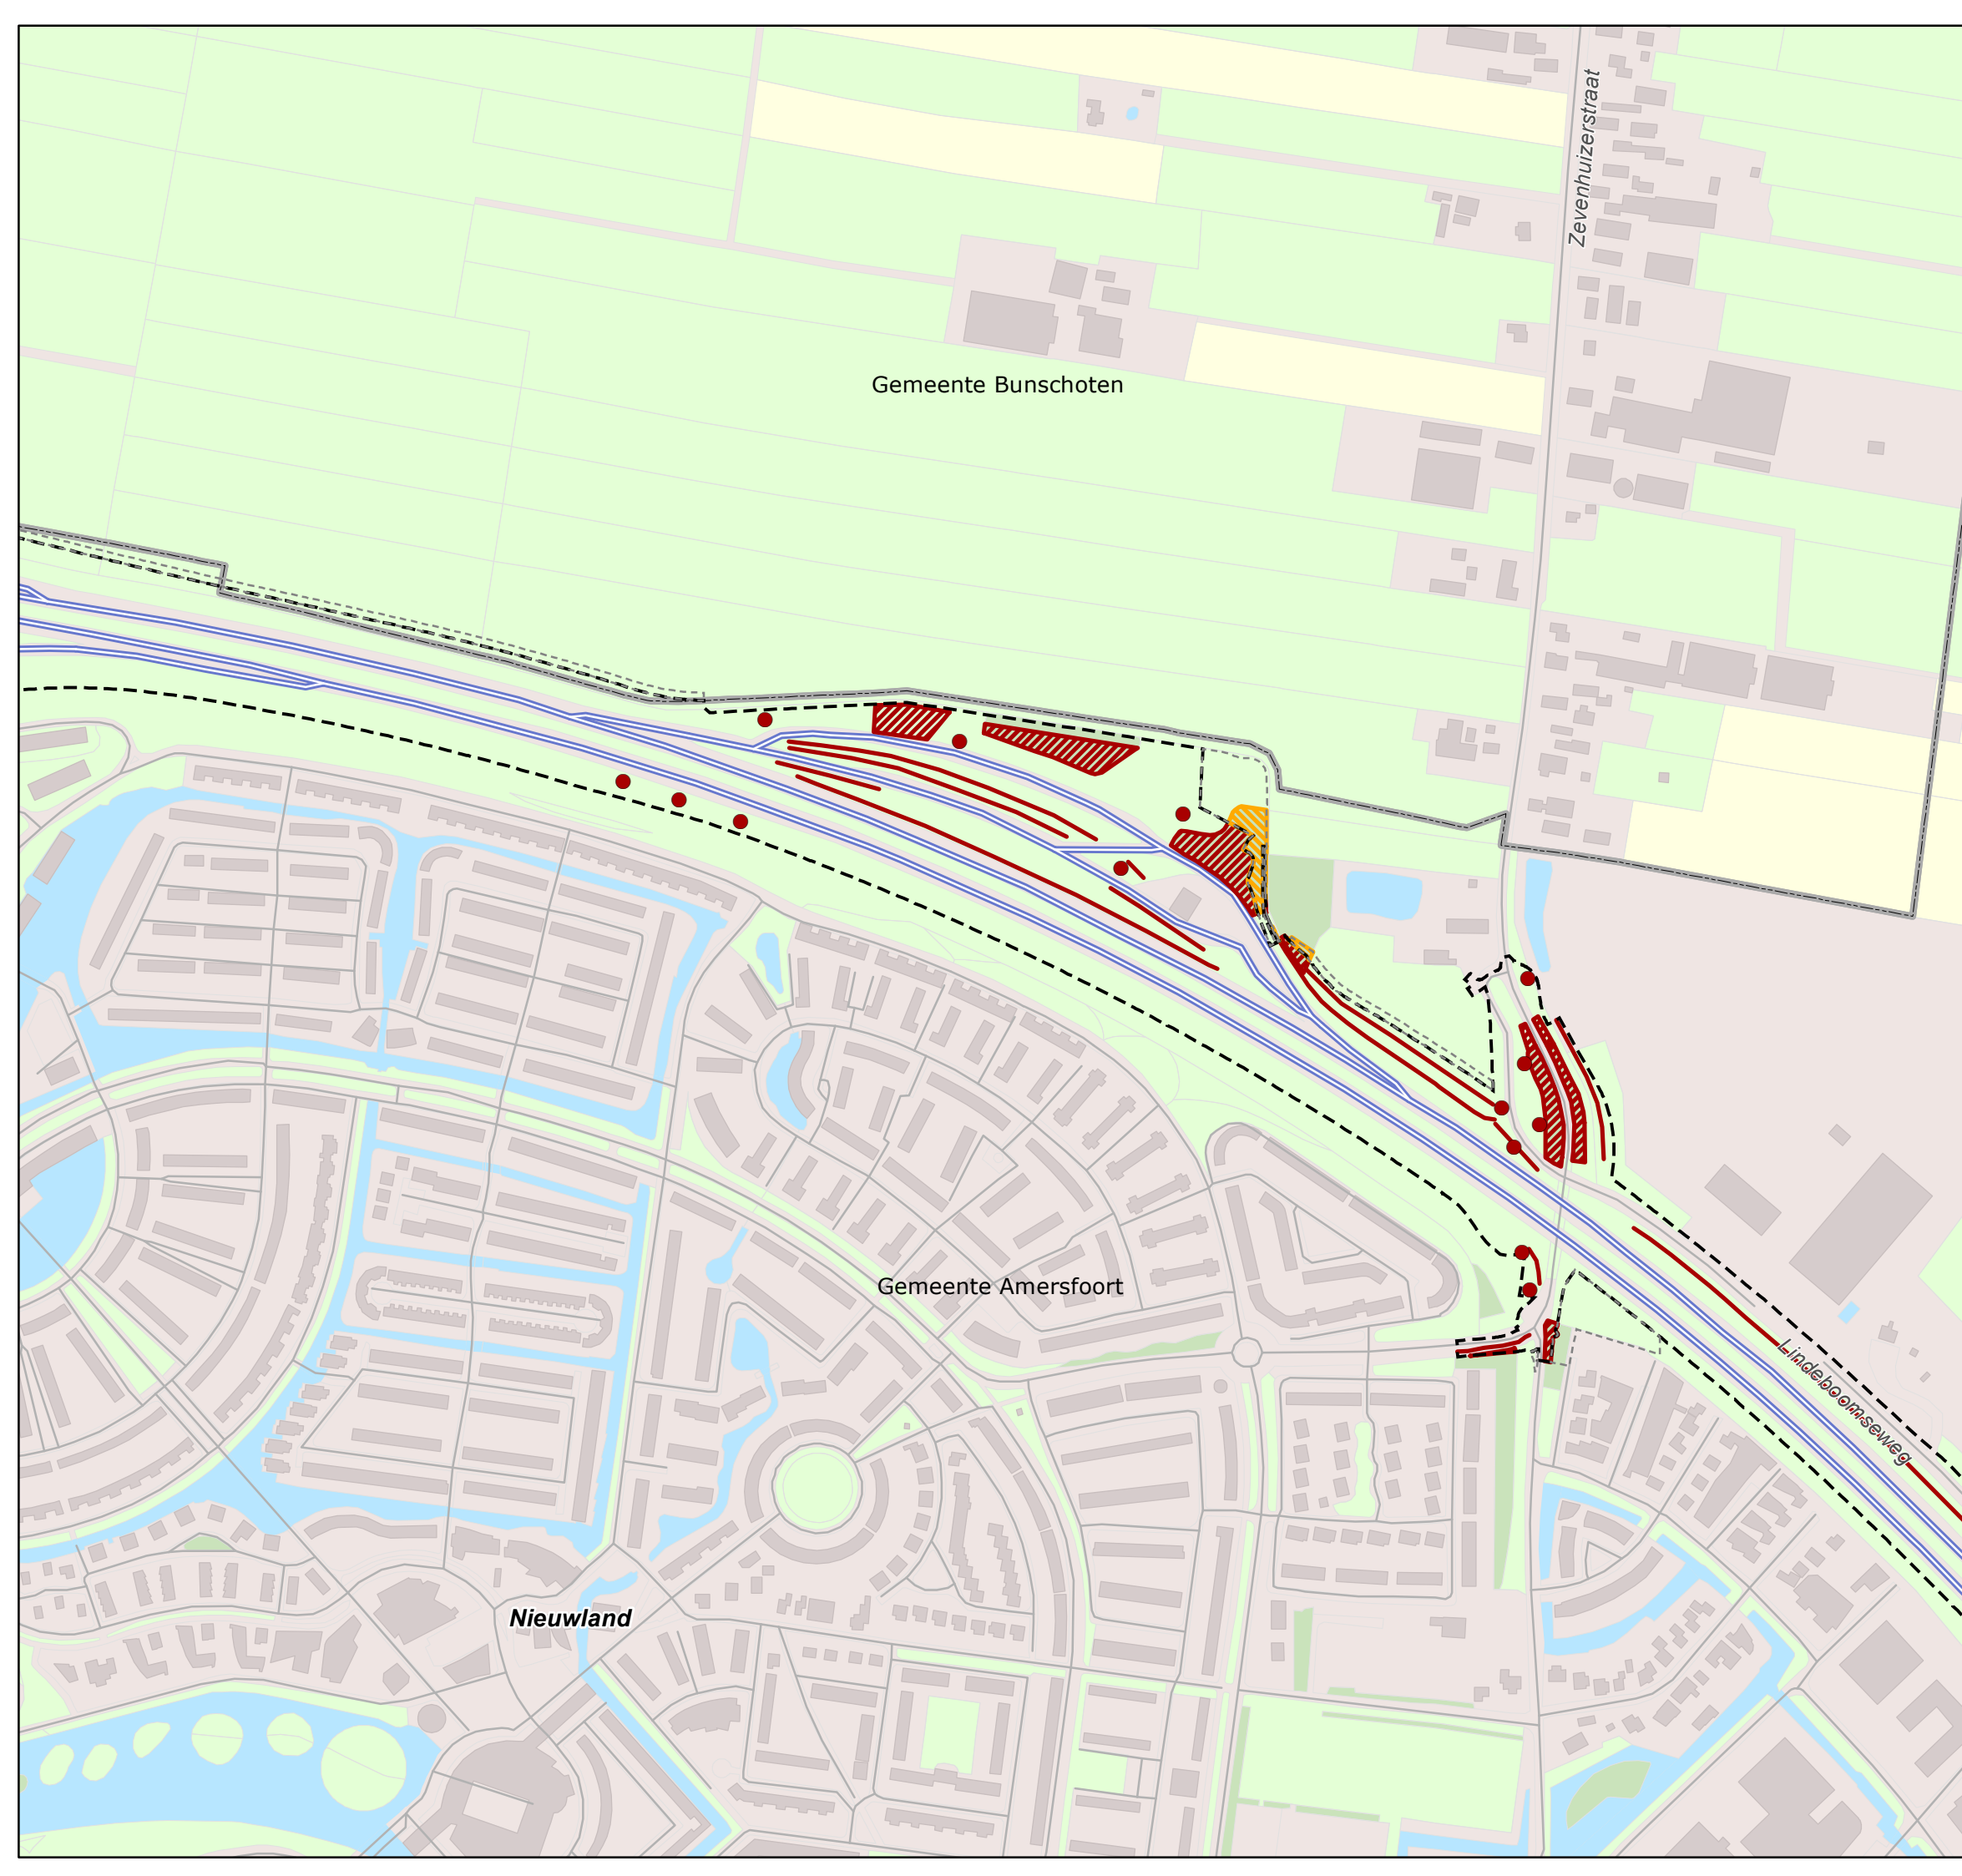 Zevenhuizerstraat
Gemeente Bunschoten
Gemeente Amersfoort
Lindeboomseweg
Nieuwland